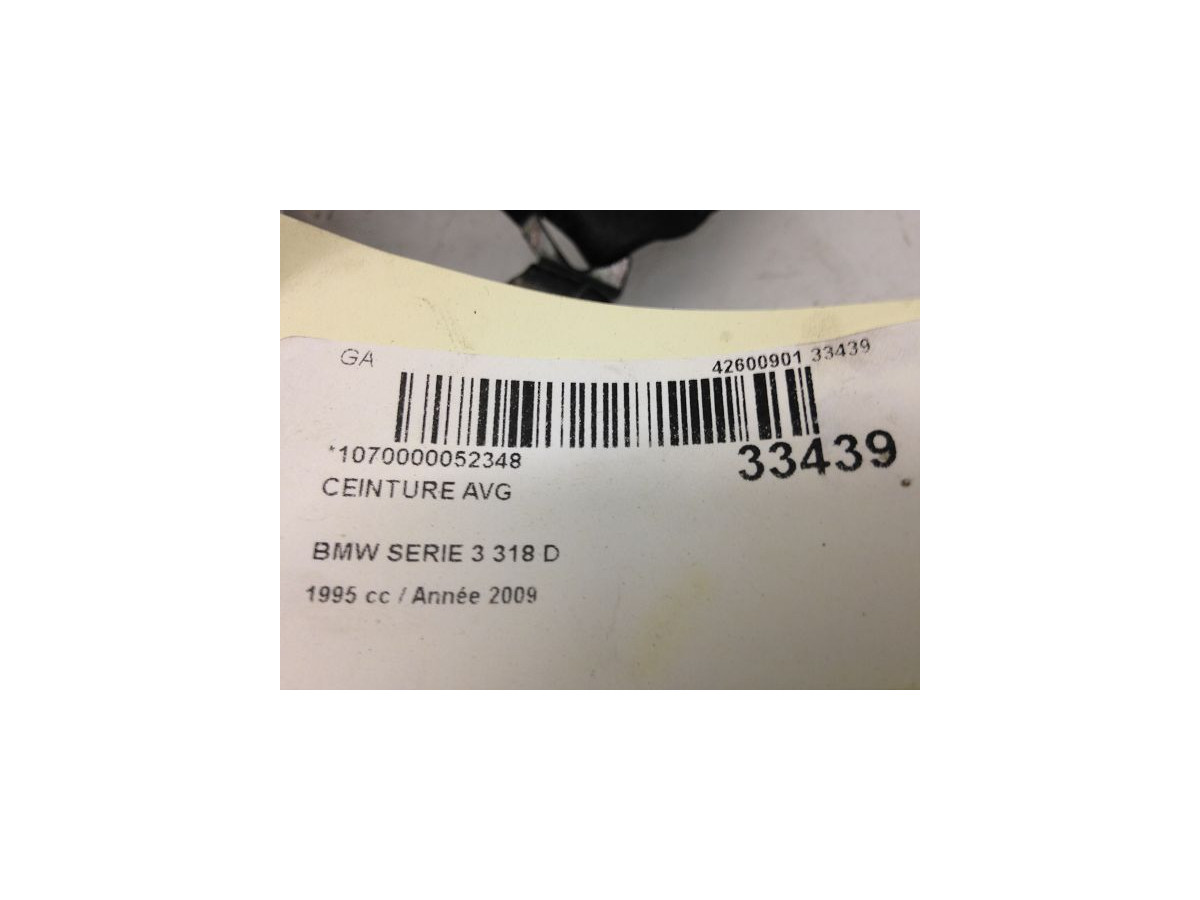 GA 42600901 33439
*1070000052348 33439
CEINTURE AVG
BMW SERIE 3 318 D
1995 cc / Année 2009